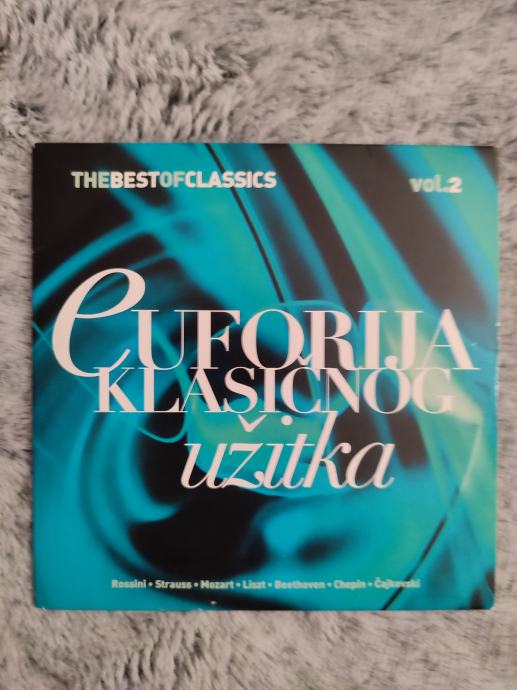 THEBESTOFCLASSICS vol.2
eUFORIJA
KLASIČNOG
užitka
Rossini • Strauss • Mozart • Liszt • Beethoven • Chopin • Čajkovski